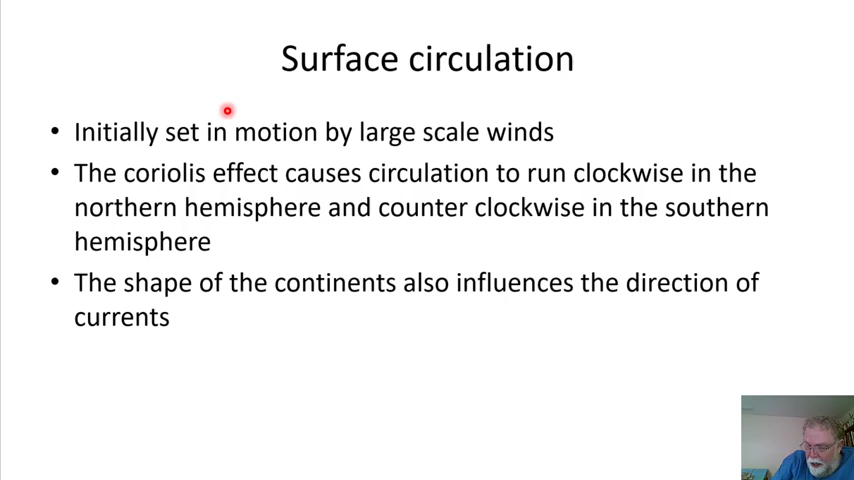 Surface circulation
• Initially set in motion by large scale winds
• The coriolis effect causes circulation to run clockwise in the
northern hemisphere and counter clockwise in the southern
hemisphere
• The shape of the continents also influences the direction of
currents